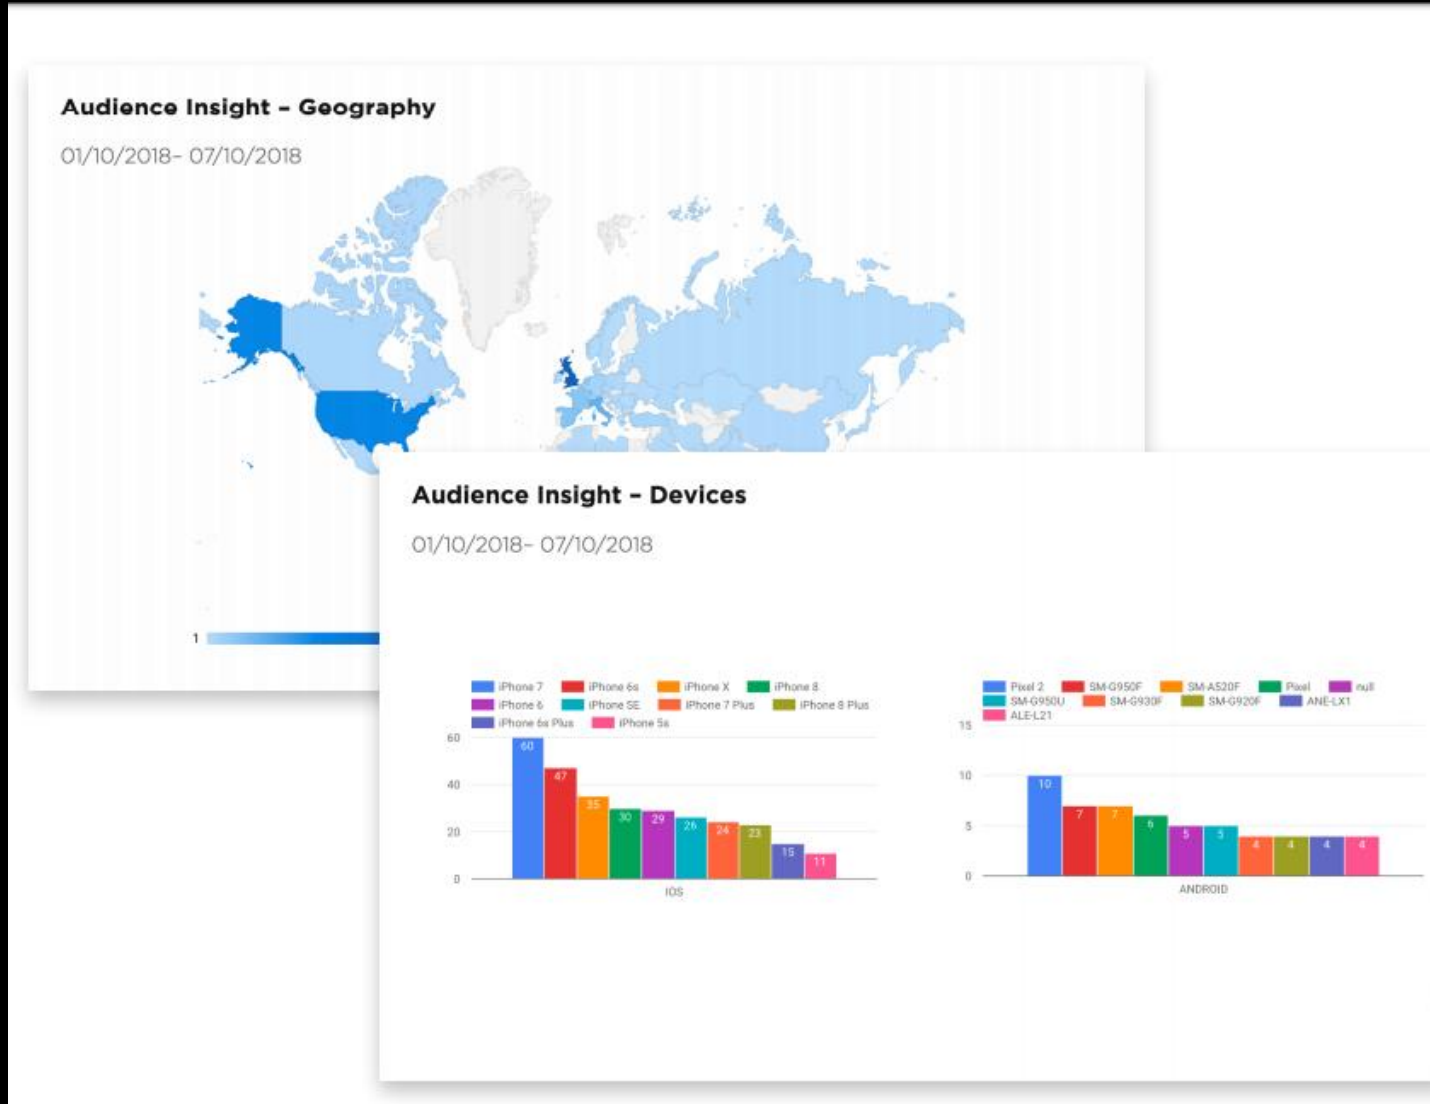 Audience Insight – Geography
01/10/2018– 07/10/2018
1
Audience Insight – Devices
01/10/2018– 07/10/2018
iPhone 7 iPhone 6s iPhone X iPhone 8
iPhone 6 iPhone SE iPhone 7 Plus iPhone 8 Plus
iPhone 6s Plus iPhone 5s
60
40
20
0
60 47 35 30 29 26 24 23 15 11
IOS
Pixel 2 SM-G950F SM-A520F Pixel null
SM-G950U SM-G930F SM-G920F ANE-LX1
ALE-L21
15
10
5
0
10 7 7 6 5 5 4 4 4 4
ANDROID